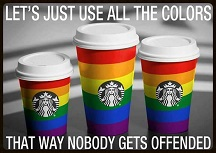 LET'S JUST USE ALL THE COLORS
THAT WAY NOBODY GETS OFFENDED